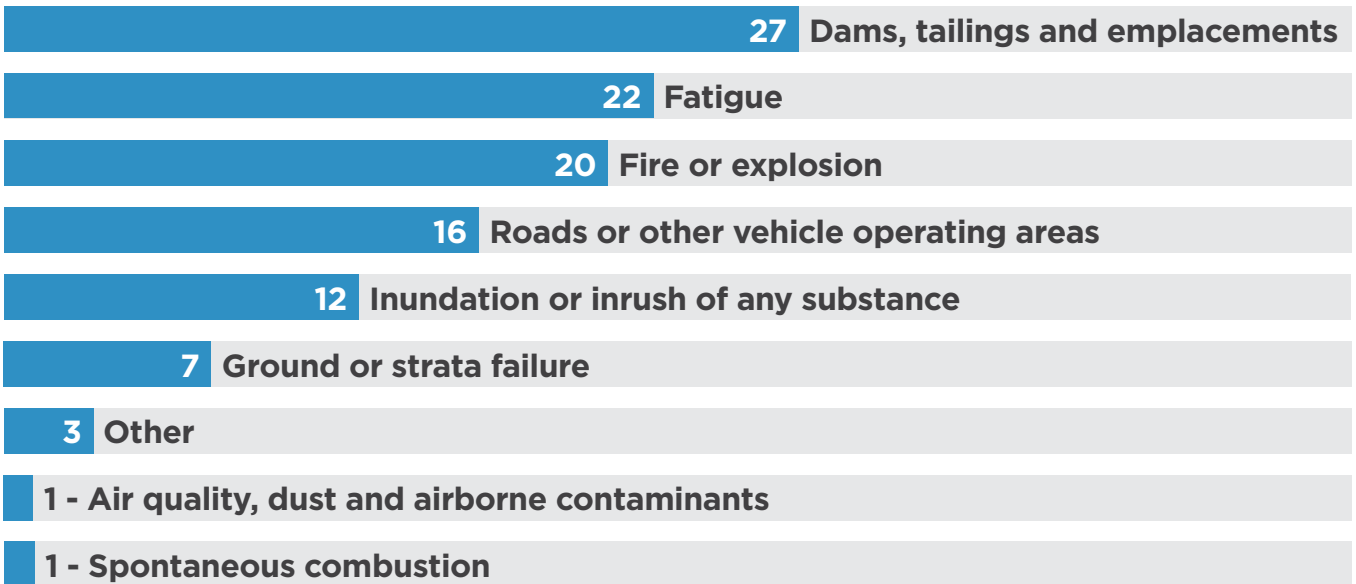 27 Dams, tailings and emplacements
22 Fatigue
20 Fire or explosion
16 Roads or other vehicle operating areas
12 Inundation or inrush of any substance
7 Ground or strata failure
3 Other
1 - Air quality, dust and airborne contaminants
1 - Spontaneous combustion